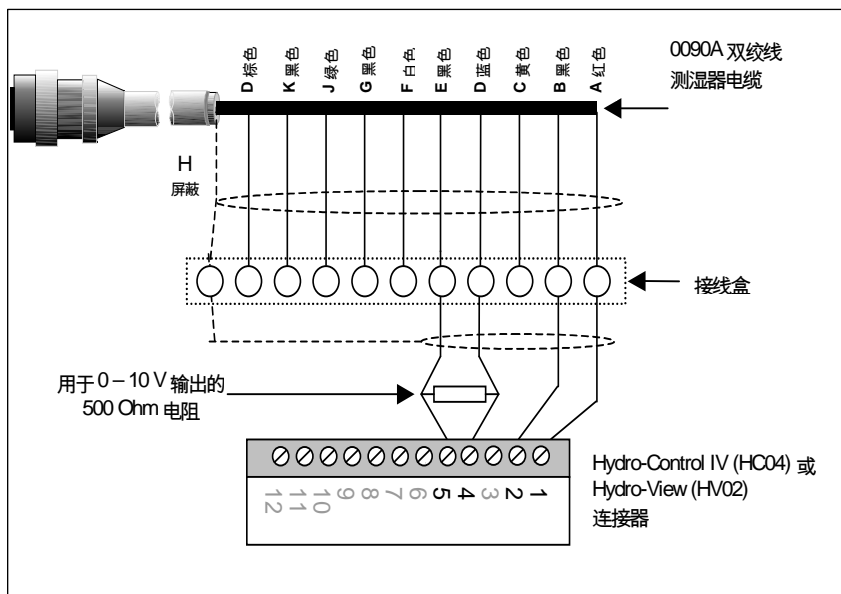 D 棕色
K 黑色
J 绿色
G 黑色
F 白色
E 黑色
D 蓝色
C 黄色
B 黑色
A 红色
0090A 双绞线
测湿器电缆
H
屏蔽
接线盒
用于 0 – 10 V 输出的
500 Ohm 电阻
12 11 10 9 8 7 6 5 4 3 2 1
Hydro-Control IV (HC04) 或
Hydro-View (HV02)
连接器